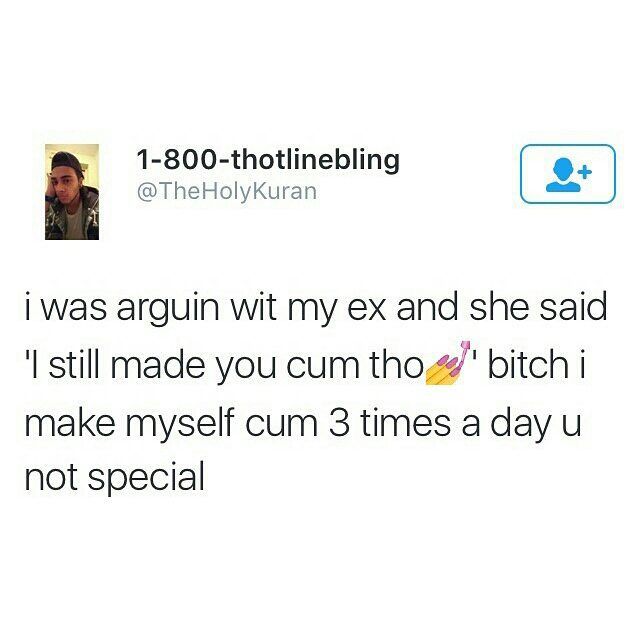 1-800-thotlinebling
@TheHolyKuran
i was arguin wit my ex and she said
'I still made you cum tho💅' bitch i
make myself cum 3 times a day u
not special